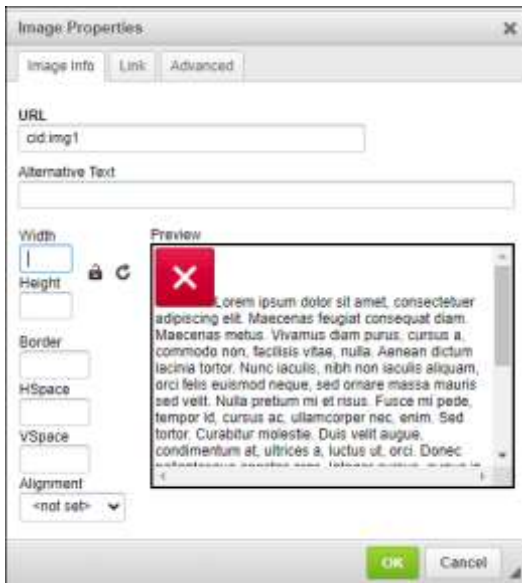 Image Properties
Image Info Link Advanced
URL
cid:img1
Alternative Text
Width
Preview
Height
Border
HSpace
VSpace
Alignment
<not set>
Lorem ipsum dolor sit amet, consectetuer
adipiscing elit. Maecenas feugiat consequat diam.
Maecenas metus. Vivamus diam purus, cursus a,
commodo non, facilisis vitae, nulla. Aenean dictum
lacinia tortor. Nunc iaculis, nibh non iaculis aliquam,
orci felis euismod neque, sed ornare massa mauris
sed velit. Nulla pretium mi et risus. Fusce mi pede,
tempor id, cursus ac, ullamcorper nec, enim. Sed
tortor. Curabitur molestie. Duis velit augue,
condimentum at, ultrices a, luctus ut, orci. Donec
OK Cancel